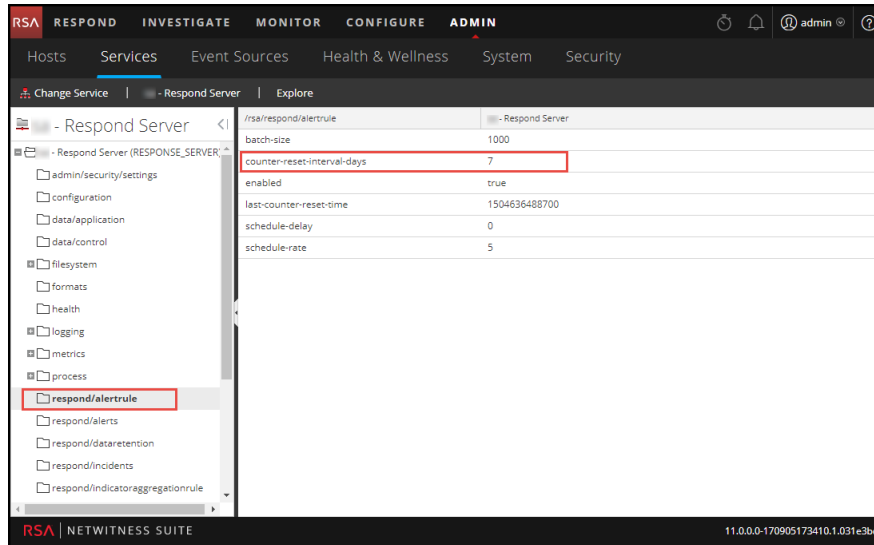 RSA RESPOND INVESTIGATE MONITOR CONFIGURE ADMIN admin
Hosts Services Event Sources Health & Wellness System Security
Change Service | - Respond Server | Explore
- Respond Server
- Respond Server (RESPONSE_SERVER)
admin/security/settings
configuration
data/application
data/control
filesystem
formats
health
logging
metrics
process
respond/alertrule
respond/alerts
respond/dataretention
respond/incidents
respond/indicatoraggregationrule
/rsa/respond/alertrule - Respond Server
batch-size 1000
counter-reset-interval-days 7
enabled true
last-counter-reset-time 1504636488700
schedule-delay 0
schedule-rate 5
RSA | NETWITNESS SUITE 11.0.0.0-170905173410.1.031e3b